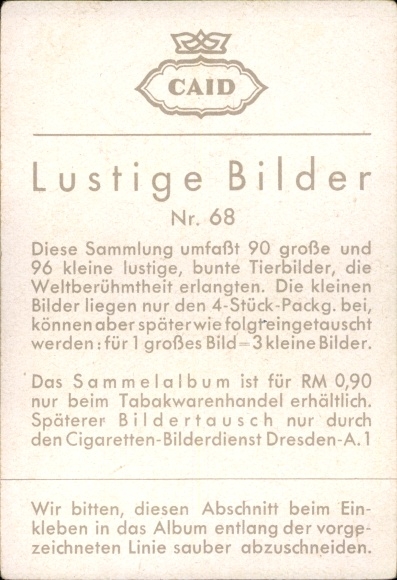 CAID
Lustige Bilder
Nr. 68
Diese Sammlung umfaßt 90 große und
96 kleine lustige, bunte Tierbilder, die
Weltberühmtheit erlangten. Die kleinen
Bilder liegen nur den 4-Stück-Packg. bei,
können aber später wie folgt eingetauscht
werden: für 1 großes Bild = 3 kleine Bilder.
Das Sammelalbum ist für RM 0,90
nur beim Tabakwarenhandel erhältlich.
Späterer Bildertausch nur durch
den Cigaretten-Bilderdienst Dresden-A. 1
Wir bitten, diesen Abschnitt beim Ein-
kleben in das Album entlang der vorge-
zeichneten Linie sauber abzuschneiden.